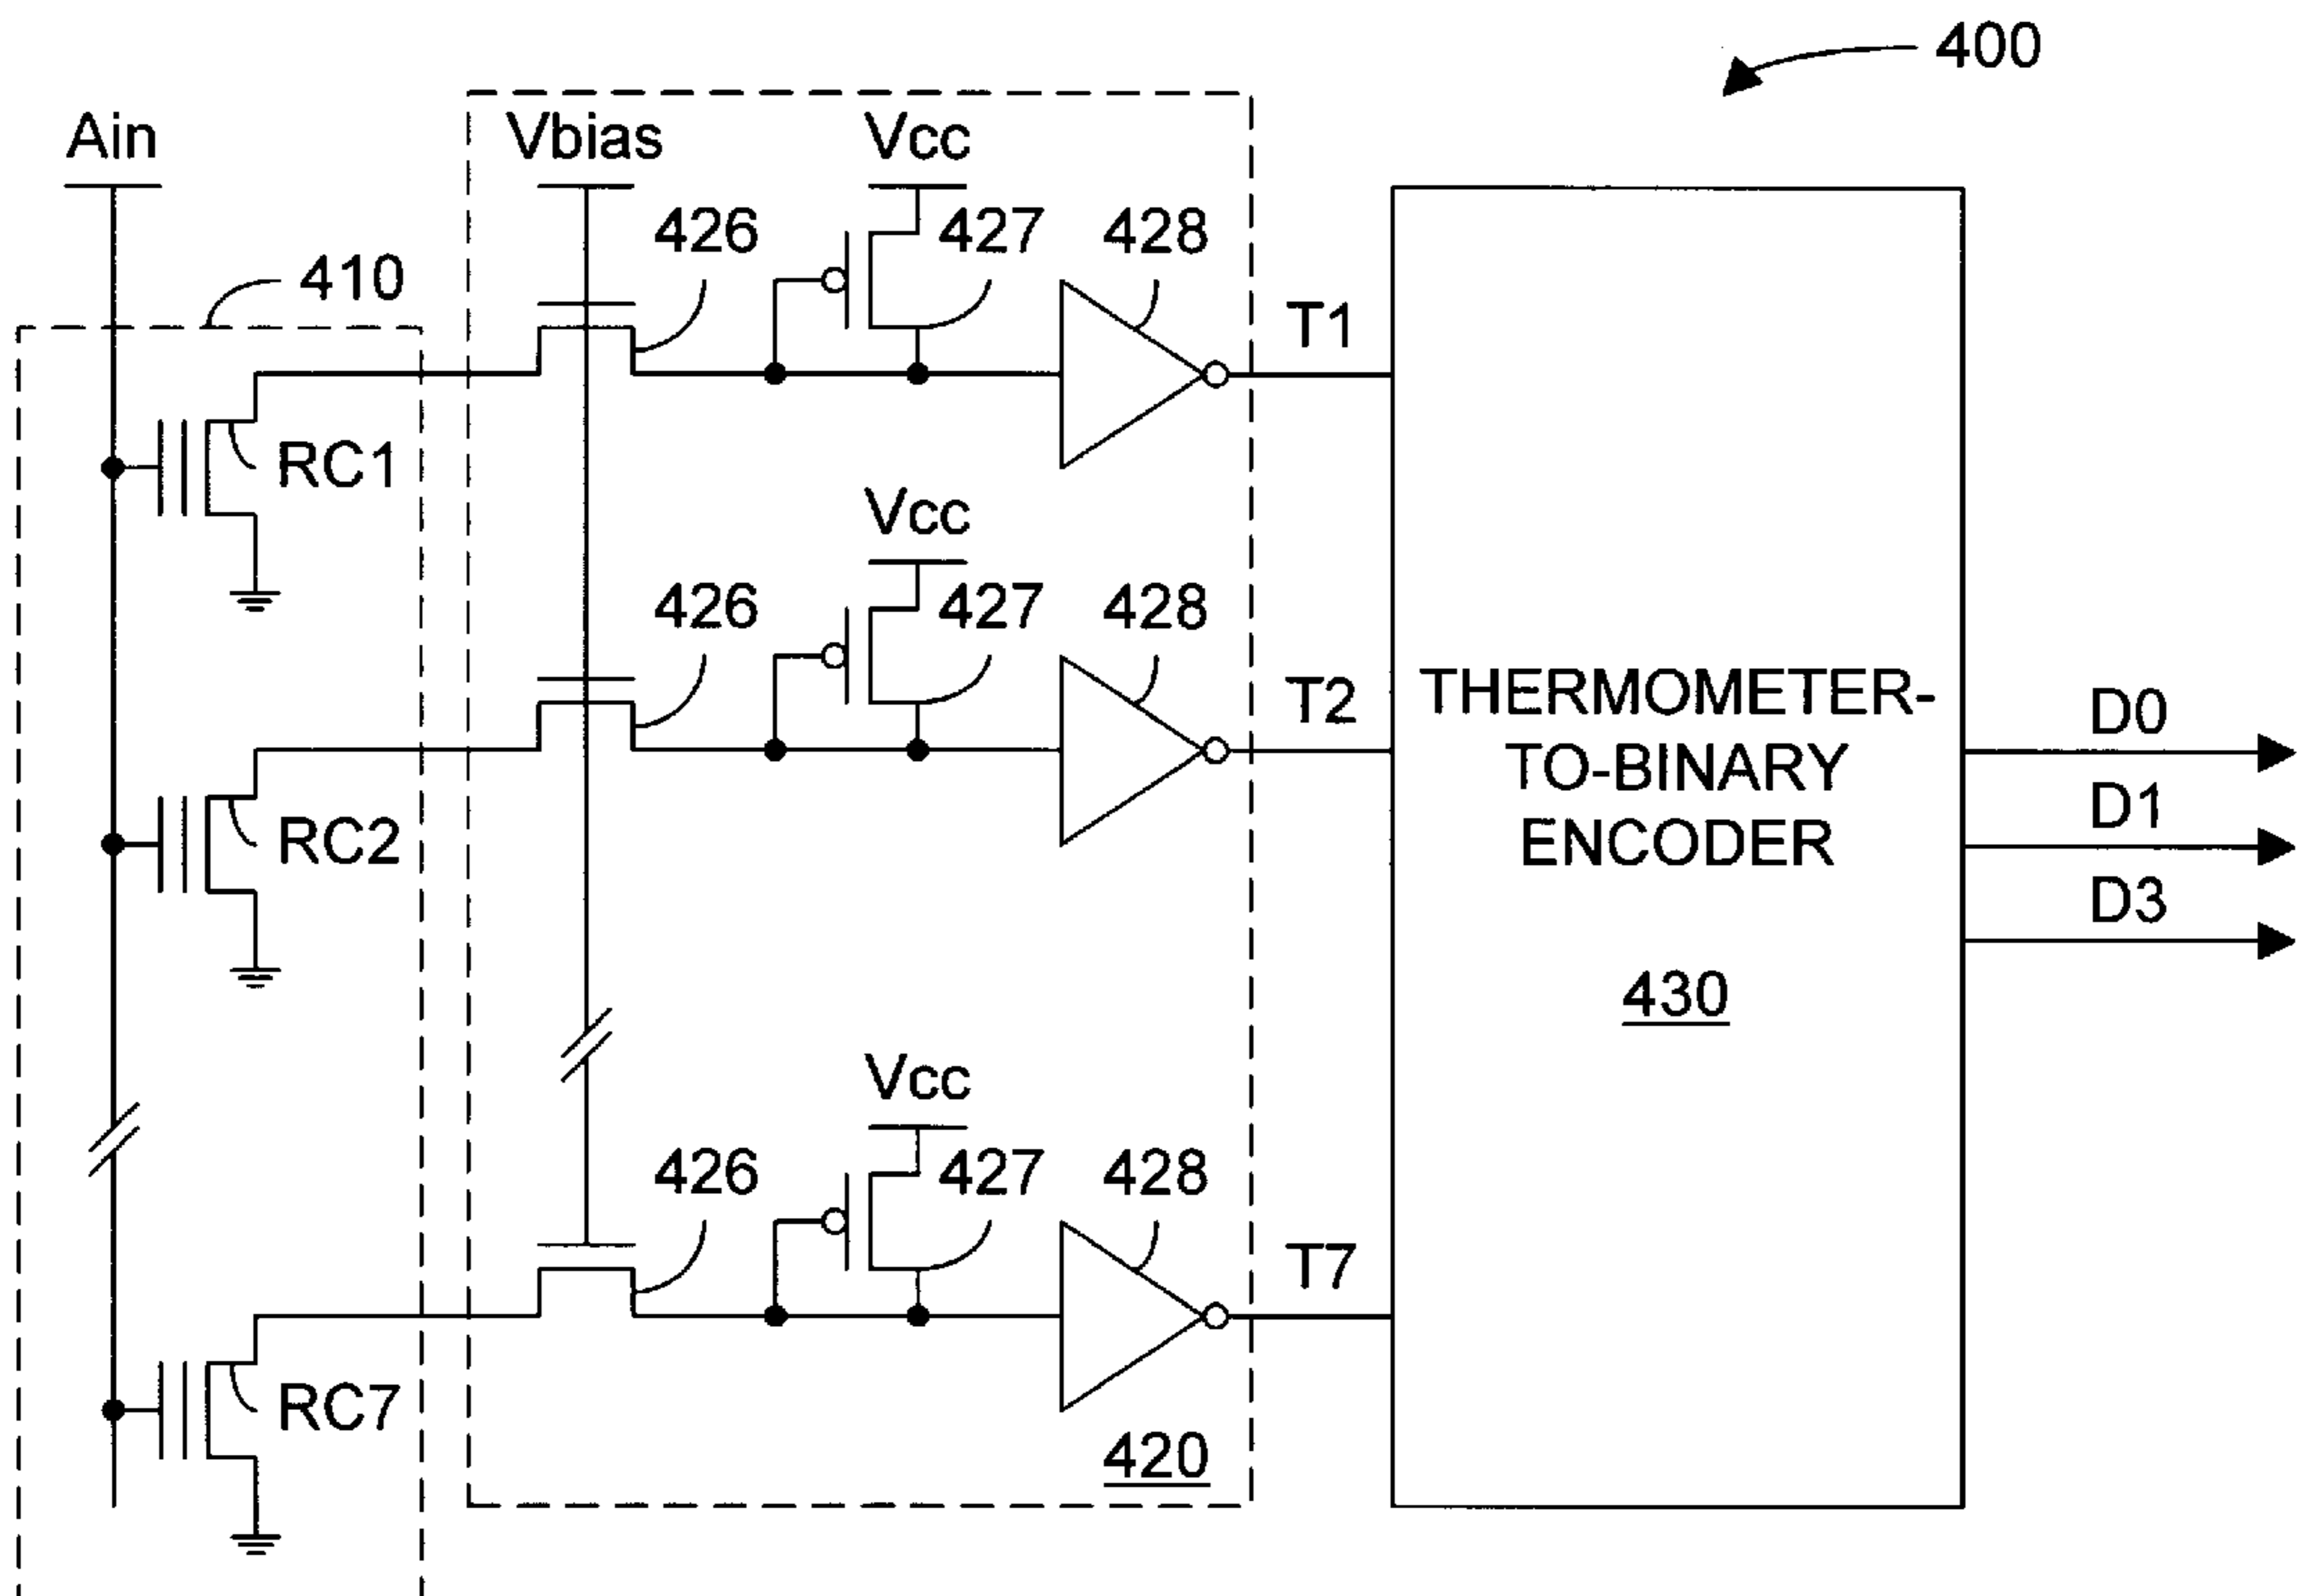 400
Ain
Vbias
Vcc
426
427
428
410
T1
RC1
Vcc
426
427
428
T2
THERMOMETER-
TO-BINARY
ENCODER
430
D0
D1
D3
RC2
Vcc
426
427
428
T7
RC7
420